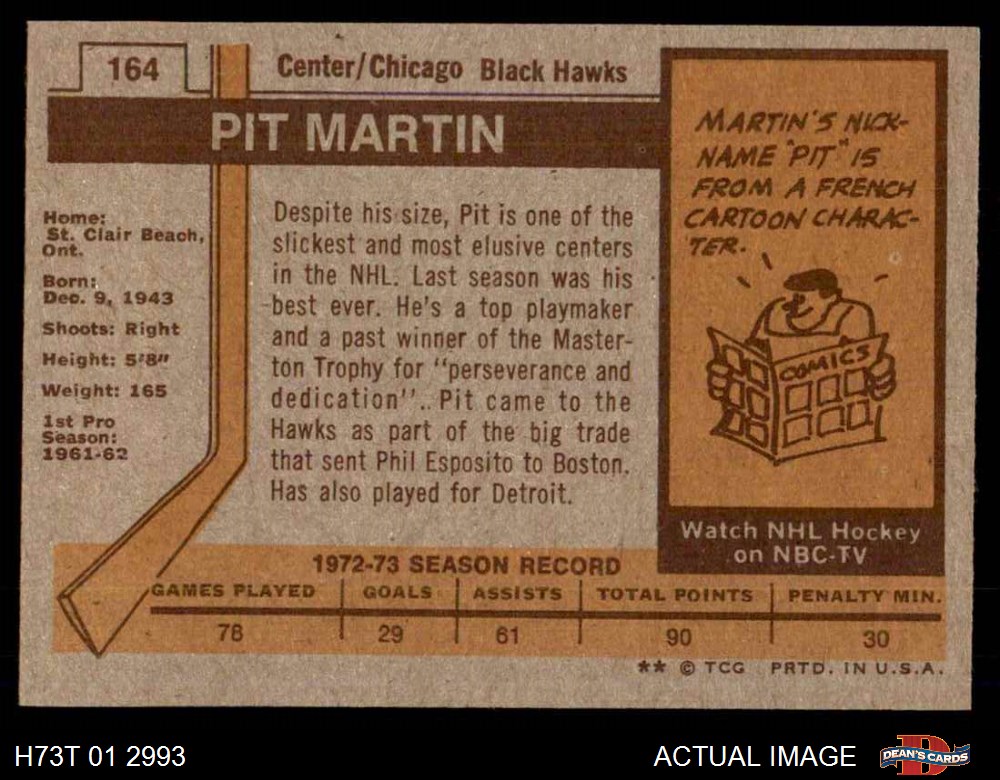 164
Center/Chicago Black Hawks
PIT MARTIN
Home:
St. Clair Beach,
Ont.
Born:
Dec. 9, 1943
Shoots: Right
Height: 5'8"
Weight: 165
1st Pro
Season:
1961-62
Despite his size, Pit is one of the
slickest and most elusive centers
in the NHL. Last season was his
best ever. He's a top playmaker
and a past winner of the Master-
ton Trophy for "perseverance and
dedication".. Pit came to the
Hawks as part of the big trade
that sent Phil Esposito to Boston.
Has also played for Detroit.
MARTIN'S NICK-
NAME "PIT" IS
FROM A FRENCH
CARTOON CHARAC-
TER.
COMICS
Watch NHL Hockey
on NBC-TV
1972-73 SEASON RECORD
GAMES PLAYED GOALS ASSISTS TOTAL POINTS PENALTY MIN.
78 29 61 90 30
** © TCG PRTD. IN U.S.A.
H73T 01 2993 ACTUAL IMAGE DEAN'S CARDS